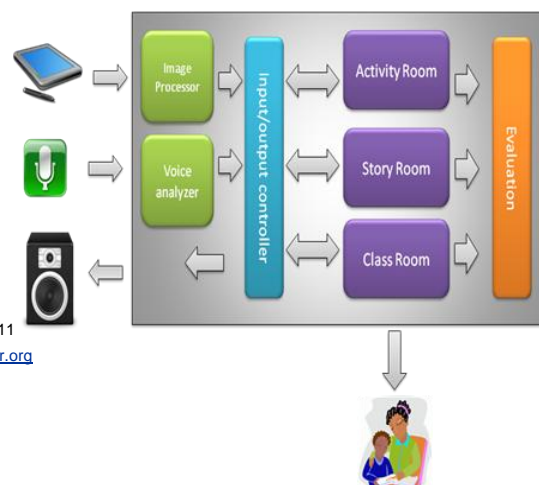 Image
Processor
Voice
analyzer
Input/output controller
Activity Room
Story Room
Class Room
Evaluation
11
r.org